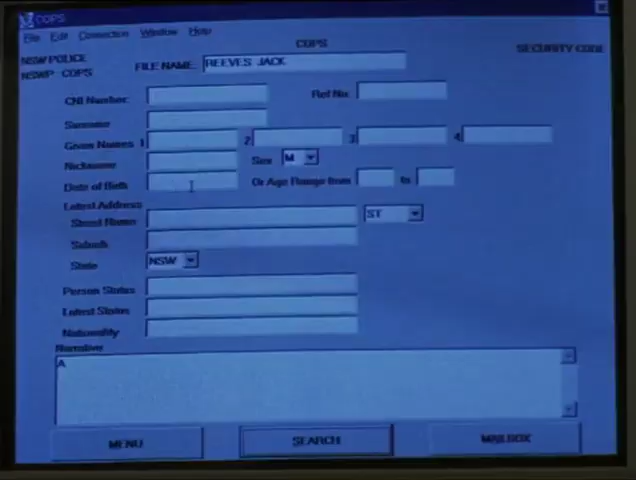 COPS
File Edit Connection Window Help
COPS
SECURITY CODE
NSW POLICE
NSWP COPS
FILE NAME: REEVES JACK
CNI Number:
Ref No:
Surname
Given Names 1 2 3 4
Nickname
Sex M
Date of Birth
Or Age Range from to
Latest Address
Street Name
ST
Suburb
State
NSW
Person Status
Latest Status
Nationality
Narrative
A
MENU
SEARCH
MAILBOX